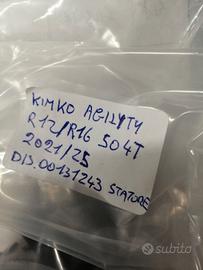 KIMKO AGILYTY
R12/R16 50 4T
2021/25
DIS.00131243 STATORE
subito